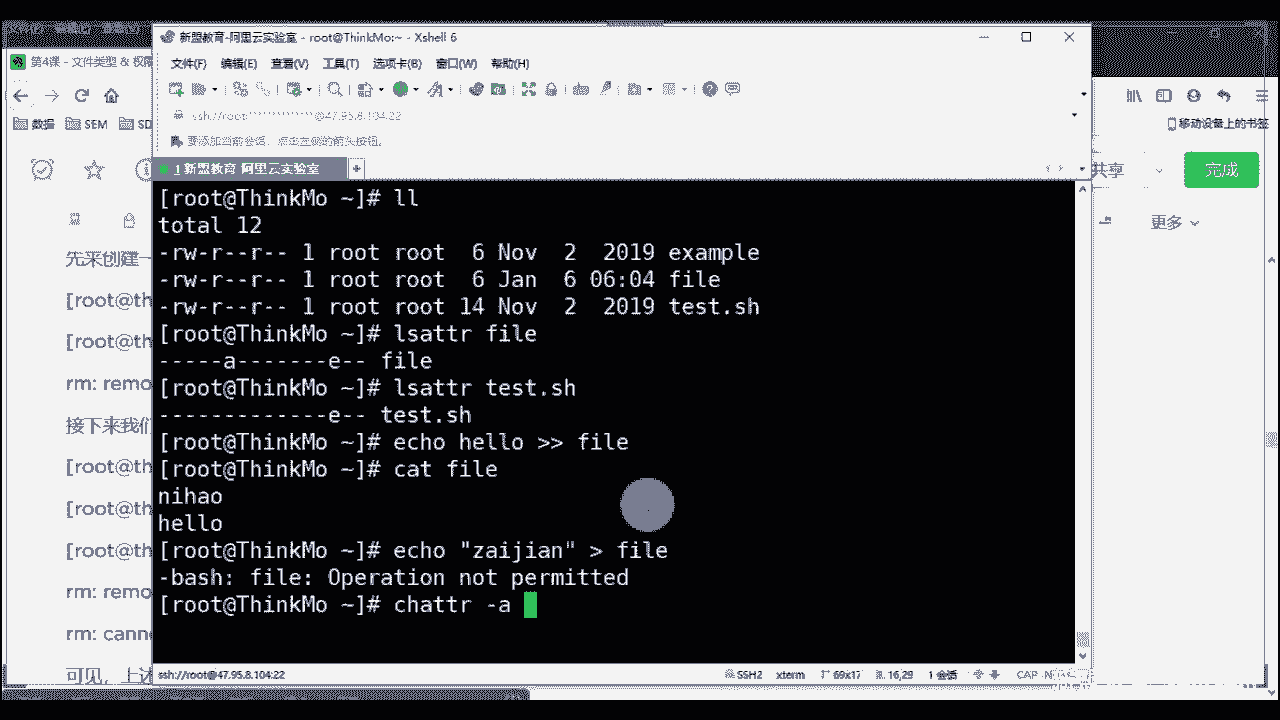 新盟教育-阿里云实验室 - root@ThinkMo:~ - Xshell 6
第4课 - 文件类型 & 权限
文件(F) 编辑(E) 查看(V) 工具(T) 选项卡(B) 窗口(W) 帮助(H)
ssh://root@47.95.8.104:22
数据 SEM SD
移动设备上的书签
要添加当前会话,点击左侧的箭头按钮。
1 新盟教育-阿里云实验室
共享
完成
更多
先来创建一
[root@th
[root@th
rm: remo
接下来我们
[root@th
[root@th
[root@th
rm: remo
rm: canne
可见,上述
[root@ThinkMo ~]# ll
total 12
-rw-r--r-- 1 root root  6 Nov  2  2019 example
-rw-r--r-- 1 root root  6 Jan  6 06:04 file
-rw-r--r-- 1 root root 14 Nov  2  2019 test.sh
[root@ThinkMo ~]# lsattr file
-----a-------e-- file
[root@ThinkMo ~]# lsattr test.sh
-------------e-- test.sh
[root@ThinkMo ~]# echo hello >> file
[root@ThinkMo ~]# cat file
nihao
hello
[root@ThinkMo ~]# echo "zaijian" > file
-bash: file: Operation not permitted
[root@ThinkMo ~]# chattr -a
ssh://root@47.95.8.104:22 SSH2 xterm 69x17 16,29 1 会话 CAP